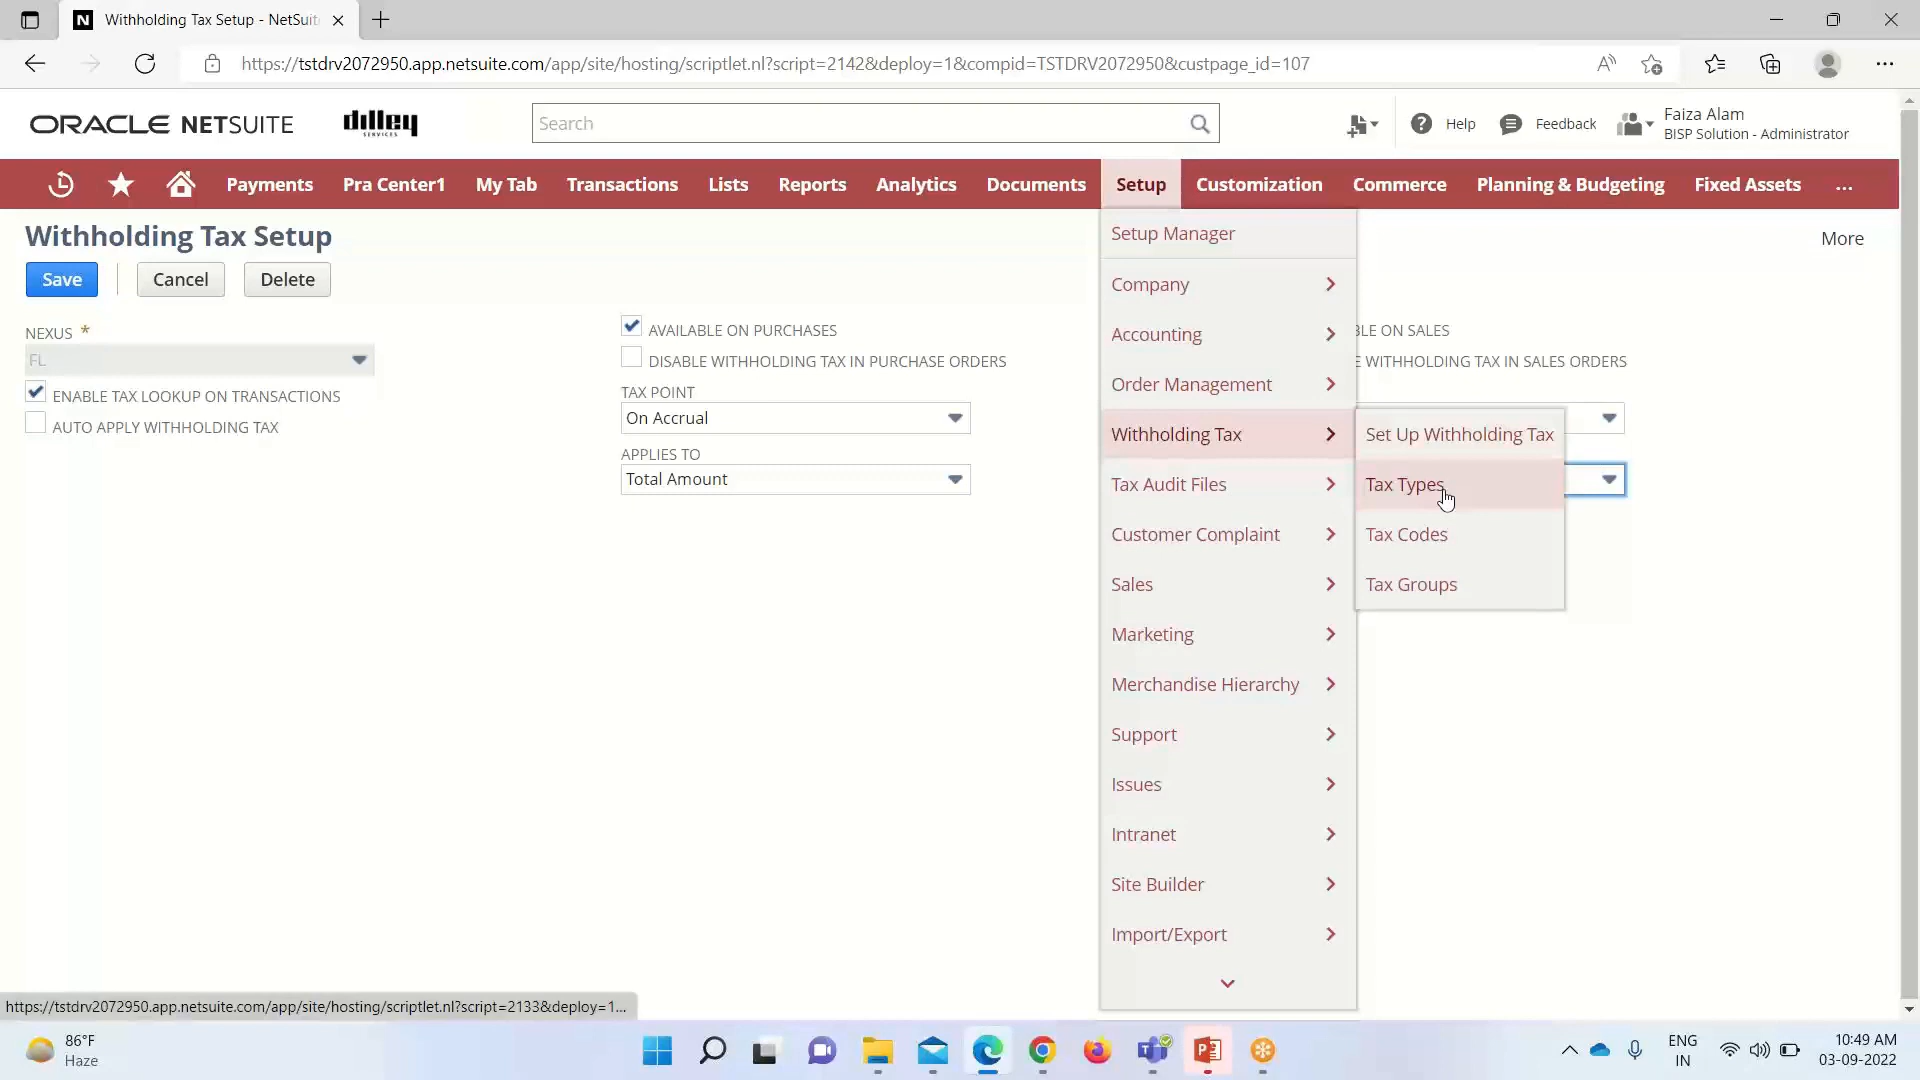 Withholding Tax Setup - NetSuit
https://tstdrv2072950.app.netsuite.com/app/site/hosting/scriptlet.nl?script=2142&deploy=1&compid=TSTDRV2072950&custpage_id=107
ORACLE NETSUITE
dilley
SERVICES
Search
Help
Feedback
Faiza Alam
BISP Solution - Administrator
Payments
Pra Center1
My Tab
Transactions
Lists
Reports
Analytics
Documents
Setup
Customization
Commerce
Planning & Budgeting
Fixed Assets
...
Withholding Tax Setup
More
Save
Cancel
Delete
NEXUS *
FL
ENABLE TAX LOOKUP ON TRANSACTIONS
AUTO APPLY WITHHOLDING TAX
AVAILABLE ON PURCHASES
DISABLE WITHHOLDING TAX IN PURCHASE ORDERS
TAX POINT
On Accrual
APPLIES TO
Total Amount
BLE ON SALES
E WITHHOLDING TAX IN SALES ORDERS
Setup Manager
Company
Accounting
Order Management
Withholding Tax
Tax Audit Files
Customer Complaint
Sales
Marketing
Merchandise Hierarchy
Support
Issues
Intranet
Site Builder
Import/Export
Set Up Withholding Tax
Tax Types
Tax Codes
Tax Groups
https://tstdrv2072950.app.netsuite.com/app/site/hosting/scriptlet.nl?script=2133&deploy=1...
86°F
Haze
ENG
IN
10:49 AM
03-09-2022